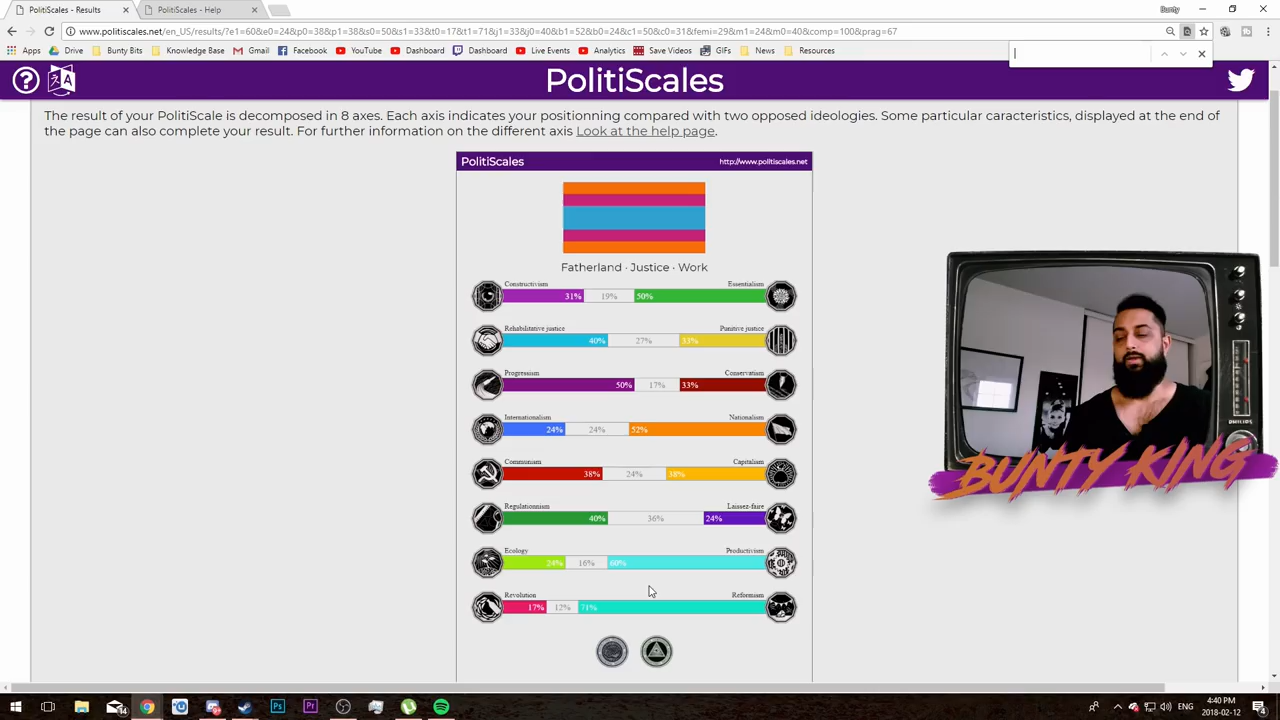 PolitiScales - Results
PolitiScales - Help
Bunty
www.politiscales.net/en_US/results/?e1=60&e0=24&p0=38&p1=38&s0=50&s1=33&t0=17&t1=71&j1=33&j0=40&b1=52&b0=24&c1=50&c0=31&femi=29&m1=24&m0=40&comp=100&prag=67
Apps
Drive
Bunty Bits
Knowledge Base
Gmail
Facebook
YouTube
Dashboard
Dashboard
Live Events
Analytics
Save Videos
GIFs
News
Resources
PolitiScales
The result of your PolitiScale is decomposed in 8 axes. Each axis indicates your positionning compared with two opposed ideologies. Some particular caracteristics, displayed at the end of
the page can also complete your result. For further information on the different axis Look at the help page.
PolitiScales http://www.politiscales.net
Fatherland · Justice · Work
Constructivism Essentialism
31% 19% 50%
Rehabilitative justice Punitive justice
40% 27% 33%
Progressism Conservatism
50% 17% 33%
Internationalism Nationalism
24% 24% 52%
Communism Capitalism
38% 24% 38%
Regulationnism Laissez-faire
40% 36% 24%
Ecology Productivism
24% 16% 60%
Revolution Reformism
17% 12% 71%
PHILIPS
BUNTY KING
ENG
4:40 PM
2018-02-12